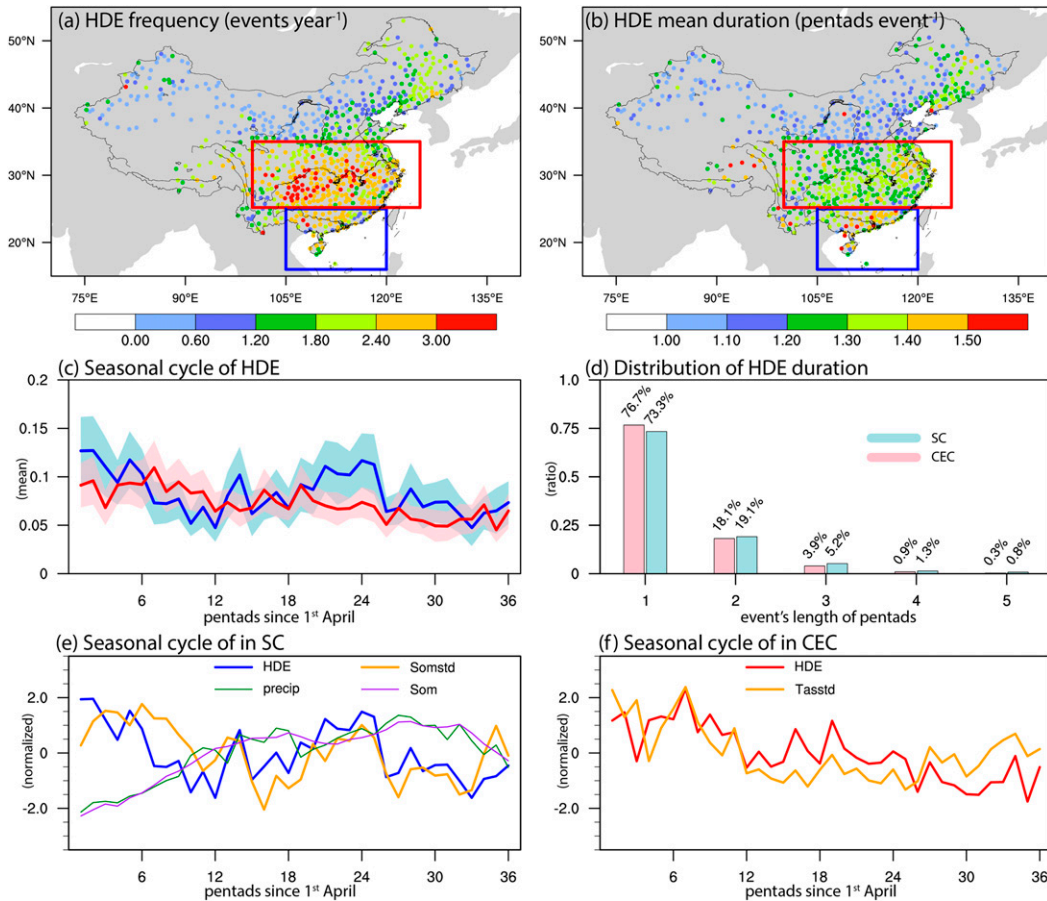 (a) HDE frequency (events year-1)
(b) HDE mean duration (pentads event-1)
50°N
40°N
30°N
20°N
75°E 90°E 105°E 120°E 135°E
50°N
40°N
30°N
20°N
75°E 90°E 105°E 120°E 135°E
0.00 0.60 1.20 1.80 2.40 3.00
1.00 1.10 1.20 1.30 1.40 1.50
(c) Seasonal cycle of HDE
(d) Distribution of HDE duration
0.2
0.15
0.1
0.05
0
(mean)
6 12 18 24 30 36
pentads since 1st April
1.0
0.75
0.50
0.25
0
(ratio)
76.7% 73.3%
18.1% 19.1%
3.9% 5.2%
0.9% 1.3%
0.3% 0.8%
SC
CEC
1 2 3 4 5
event's length of pentads
(e) Seasonal cycle of in SC
(f) Seasonal cycle of in CEC
HDE Somstd
precip Som
2.0
0.0
-2.0
(normalized)
6 12 18 24 30 36
pentads since 1st April
HDE
Tasstd
2.0
0.0
-2.0
(normalized)
6 12 18 24 30 36
pentads since 1st April